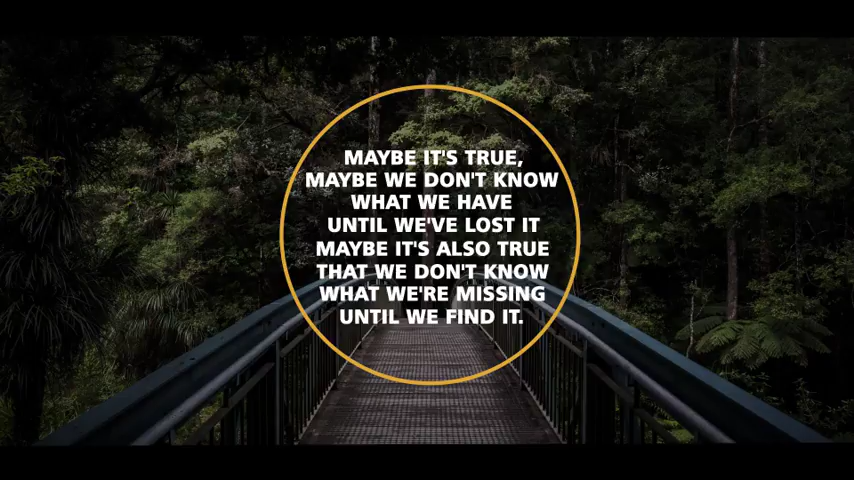 MAYBE IT'S TRUE,
MAYBE WE DON'T KNOW
WHAT WE HAVE
UNTIL WE'VE LOST IT
MAYBE IT'S ALSO TRUE
THAT WE DON'T KNOW
WHAT WE'RE MISSING
UNTIL WE FIND IT.